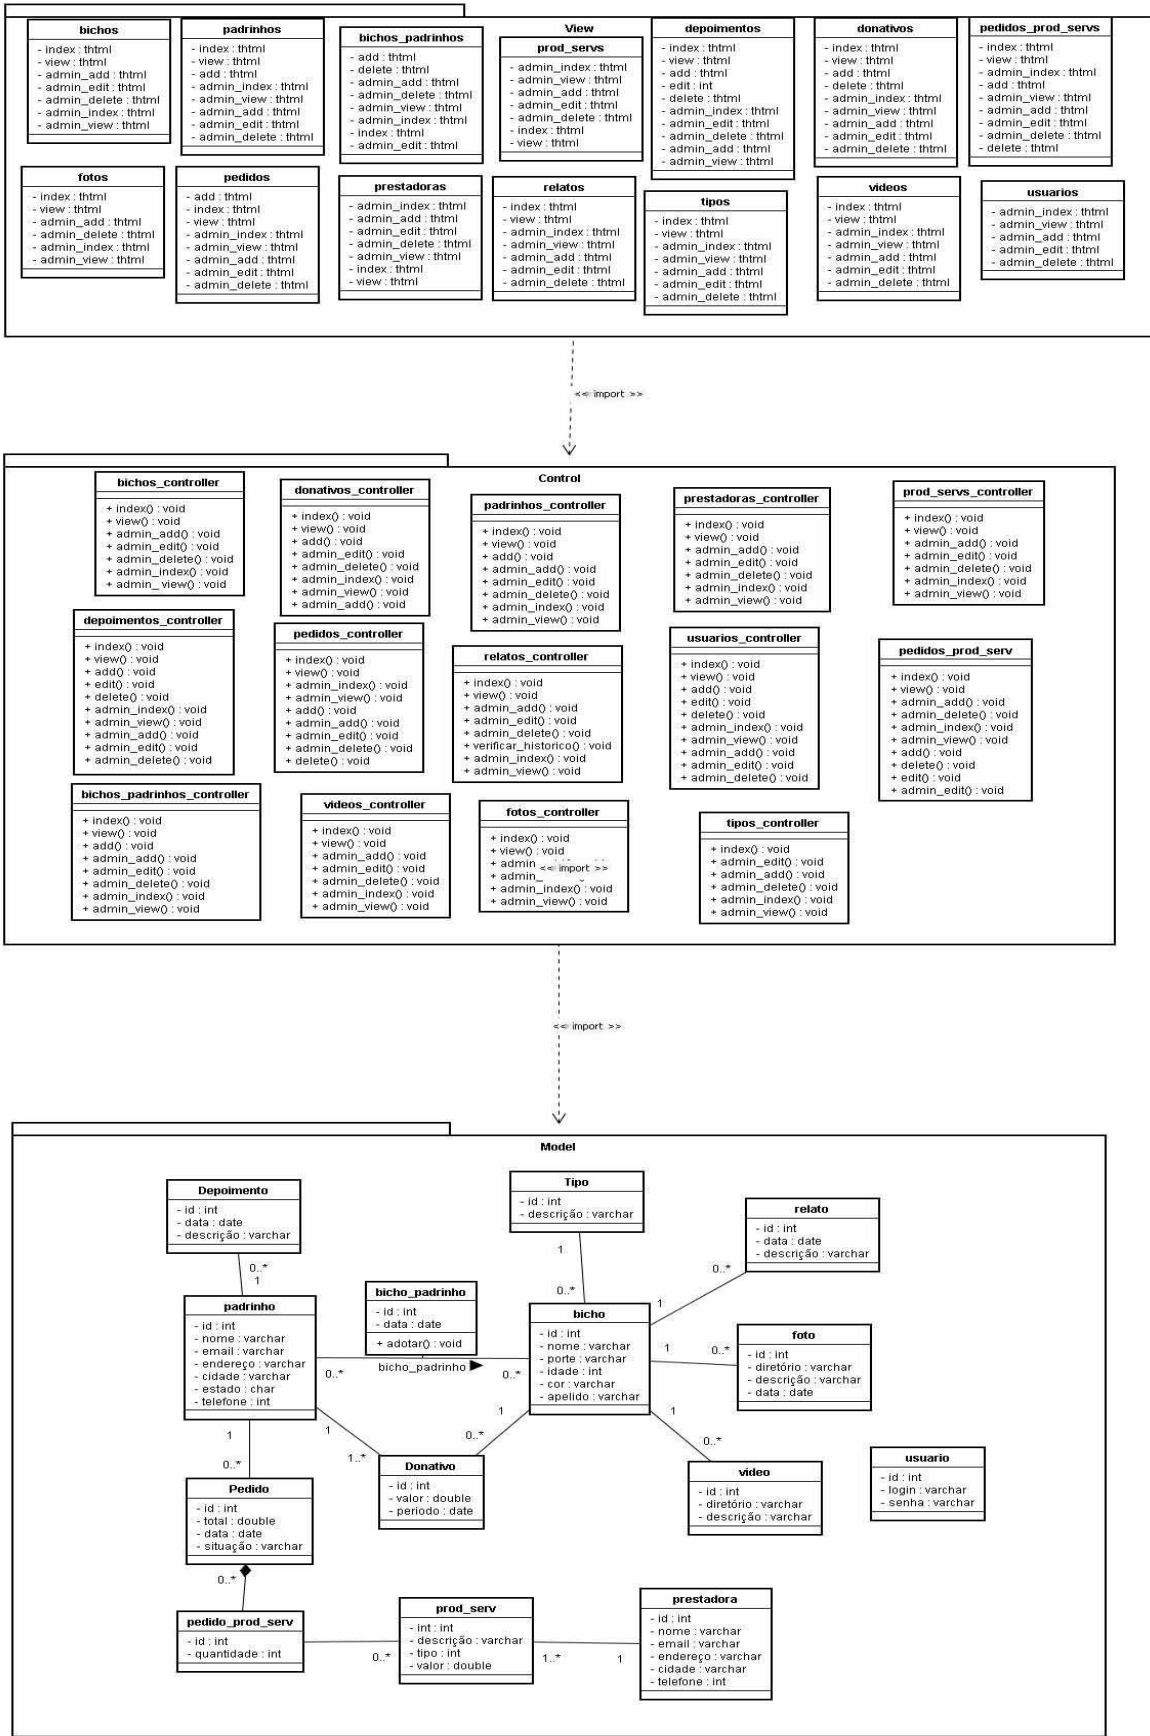 View
bichos
- index : thtml
- view : thtml
- admin_add : thtml
- admin_edit : thtml
- admin_delete : thtml
- admin_index : thtml
- admin_view : thtml
padrinhos
- index : thtml
- view : thtml
- add : thtml
- admin_index : thtml
- admin_view : thtml
- admin_add : thtml
- admin_edit : thtml
- admin_delete : thtml
bichos_padrinhos
- add : thtml
- delete : thtml
- admin_add : thtml
- admin_delete : thtml
- admin_view : thtml
- admin_index : thtml
- index : thtml
- admin_edit : thtml
prod_servs
- admin_index : thtml
- admin_view : thtml
- admin_add : thtml
- admin_edit : thtml
- admin_delete : thtml
- index : thtml
- view : thtml
depoimentos
- index : thtml
- view : thtml
- add : thtml
- edit : int
- delete : thtml
- admin_index : thtml
- admin_edit : thtml
- admin_delete : thtml
- admin_add : thtml
- admin_view : thtml
donativos
- index : thtml
- view : thtml
- add : thtml
- delete : thtml
- admin_index : thtml
- admin_view : thtml
- admin_add : thtml
- admin_edit : thtml
- admin_delete : thtml
pedidos_prod_servs
- index : thtml
- view : thtml
- admin_index : thtml
- add : thtml
- admin_view : thtml
- admin_add : thtml
- admin_edit : thtml
- admin_delete : thtml
- delete : thtml
fotos
- index : thtml
- view : thtml
- admin_add : thtml
- admin_delete : thtml
- admin_index : thtml
- admin_view : thtml
pedidos
- add : thtml
- index : thtml
- view : thtml
- admin_index : thtml
- admin_view : thtml
- admin_add : thtml
- admin_edit : thtml
- admin_delete : thtml
prestadoras
- admin_index : thtml
- admin_add : thtml
- admin_edit : thtml
- admin_delete : thtml
- admin_view : thtml
- index : thtml
- view : thtml
relatos
- index : thtml
- view : thtml
- admin_index : thtml
- admin_view : thtml
- admin_add : thtml
- admin_edit : thtml
- admin_delete : thtml
tipos
- index : thtml
- view : thtml
- admin_index : thtml
- admin_view : thtml
- admin_add : thtml
- admin_edit : thtml
- admin_delete : thtml
videos
- index : thtml
- view : thtml
- admin_index : thtml
- admin_view : thtml
- admin_add : thtml
- admin_edit : thtml
- admin_delete : thtml
usuarios
- admin_index : thtml
- admin_view : thtml
- admin_add : thtml
- admin_edit : thtml
- admin_delete : thtml
<< import >>
Control
bichos_controller
+ index() : void
+ view() : void
+ admin_add() : void
+ admin_edit() : void
+ admin_delete() : void
+ admin_index() : void
+ admin_ view() : void
donativos_controller
+ index() : void
+ view() : void
+ add() : void
+ admin_edit() : void
+ admin_delete() : void
+ admin_index() : void
+ admin_view() : void
+ admin_add() : void
padrinhos_controller
+ index() : void
+ view() : void
+ add() : void
+ admin_add() : void
+ admin_edit() : void
+ admin_delete() : void
+ admin_index() : void
+ admin_view() : void
prestadoras_controller
+ index() : void
+ view() : void
+ admin_add() : void
+ admin_edit() : void
+ admin_delete() : void
+ admin_index() : void
+ admin_view() : void
prod_servs_controller
+ index() : void
+ view() : void
+ admin_add() : void
+ admin_edit() : void
+ admin_delete() : void
+ admin_index() : void
+ admin_view() : void
depoimentos_controller
+ index() : void
+ view() : void
+ add() : void
+ edit() : void
+ delete() : void
+ admin_index() : void
+ admin_view() : void
+ admin_add() : void
+ admin_edit() : void
+ admin_delete() : void
pedidos_controller
+ index() : void
+ view() : void
+ admin_index() : void
+ admin_view() : void
+ add() : void
+ admin_add() : void
+ admin_edit() : void
+ admin_delete() : void
+ delete() : void
relatos_controller
+ index() : void
+ view() : void
+ admin_add() : void
+ admin_edit() : void
+ admin_delete() : void
+ verificar_historico() : void
+ admin_index() : void
+ admin_view() : void
usuarios_controller
+ index() : void
+ view() : void
+ add() : void
+ edit() : void
+ delete() : void
+ admin_index() : void
+ admin_view() : void
+ admin_add() : void
+ admin_edit() : void
+ admin_delete() : void
pedidos_prod_serv
+ index() : void
+ view() : void
+ admin_add() : void
+ admin_delete() : void
+ admin_index() : void
+ admin_view() : void
+ add() : void
+ delete() : void
+ edit() : void
+ admin_edit() : void
bichos_padrinhos_controller
+ index() : void
+ view() : void
+ add() : void
+ admin_add() : void
+ admin_edit() : void
+ admin_delete() : void
+ admin_index() : void
+ admin_view() : void
videos_controller
+ index() : void
+ view() : void
+ admin_add() : void
+ admin_edit() : void
+ admin_delete() : void
+ admin_index() : void
+ admin_view() : void
fotos_controller
+ index() : void
+ view() : void
+ admin
<< import >>
+ admin_
+ admin_index() : void
+ admin_view() : void
tipos_controller
+ index() : void
+ admin_edit() : void
+ admin_add() : void
+ admin_delete() : void
+ admin_index() : void
+ admin_view() : void
<< import >>
Model
Depoimento
- id : int
- data : date
- descrição : varchar
Tipo
- id : int
- descrição : varchar
relato
- id : int
- data : date
- descrição : varchar
0..*
1
1
0..*
0..*
1
padrinho
- id : int
- nome : varchar
- email : varchar
- endereço : varchar
- cidade : varchar
- estado : char
- telefone : int
bicho_padrinho
- id : int
- data : date
+ adotar() : void
0..*
bicho_padrinho
0..*
bicho
- id : int
- nome : varchar
- porte : varchar
- idade : int
- cor : varchar
- apelido : varchar
1
0..*
foto
- id : int
- diretório : varchar
- descrição : varchar
- data : date
1
0..*
1
1..*
1
0..*
1
0..*
Pedido
- id : int
- total : double
- data : date
- situação : varchar
Donativo
- id : int
- valor : double
- periodo : date
video
- id : int
- diretório : varchar
- descrição : varchar
usuario
- id : int
- login : varchar
- senha : varchar
0..*
pedido_prod_serv
- id : int
- quantidade : int
0..*
prod_serv
- int : int
- descrição : varchar
- tipo : int
- valor : double
1..*
1
prestadora
- id : int
- nome : varchar
- email : varchar
- endereço : varchar
- cidade : varchar
- telefone : int